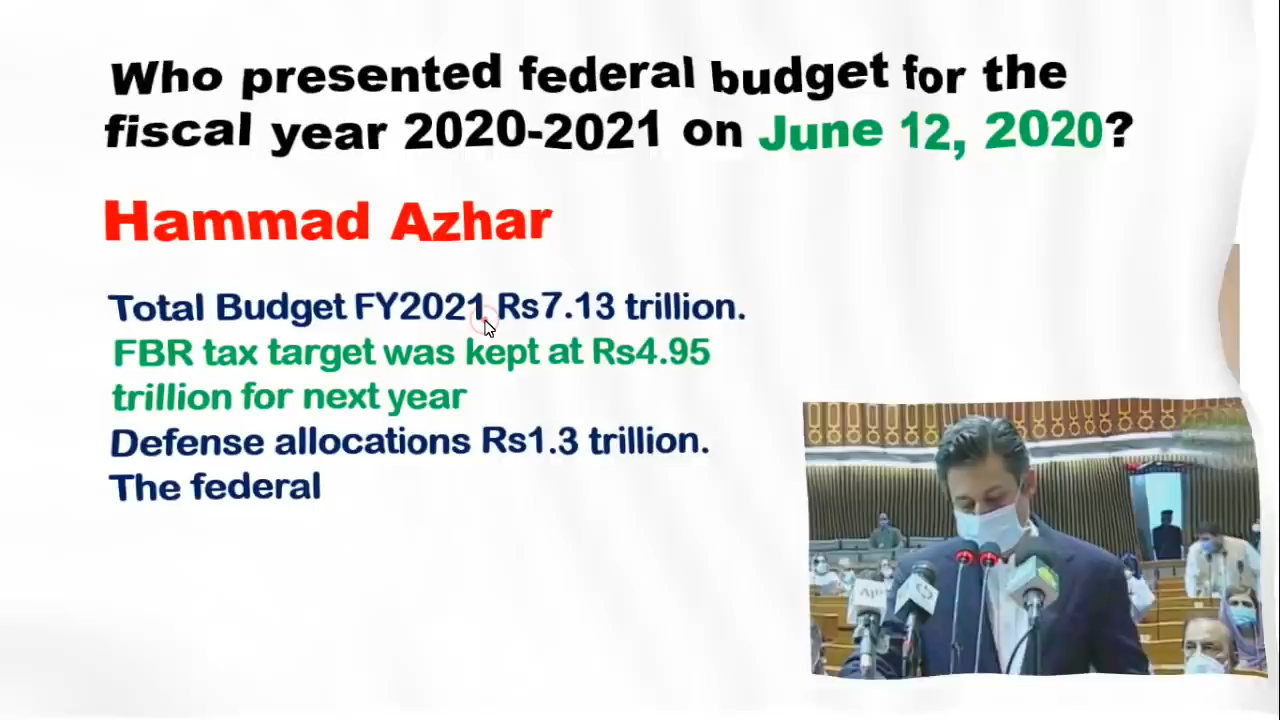 Who presented federal budget for the
fiscal year 2020-2021 on June 12, 2020?
Hammad Azhar
Total Budget FY2021 Rs7.13 trillion.
FBR tax target was kept at Rs4.95
trillion for next year
Defense allocations Rs1.3 trillion.
The federal